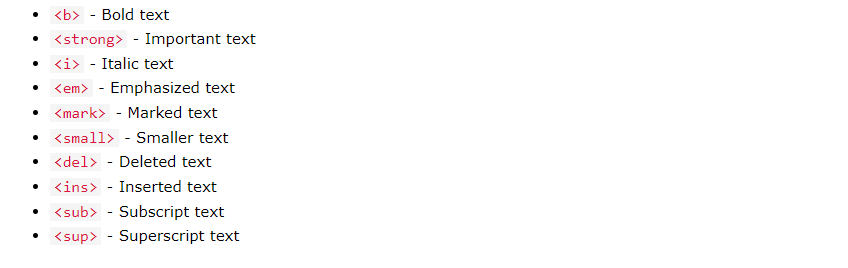 <b> - Bold text
<strong> - Important text
<i> - Italic text
<em> - Emphasized text
<mark> - Marked text
<small> - Smaller text
<del> - Deleted text
<ins> - Inserted text
<sub> - Subscript text
<sup> - Superscript text